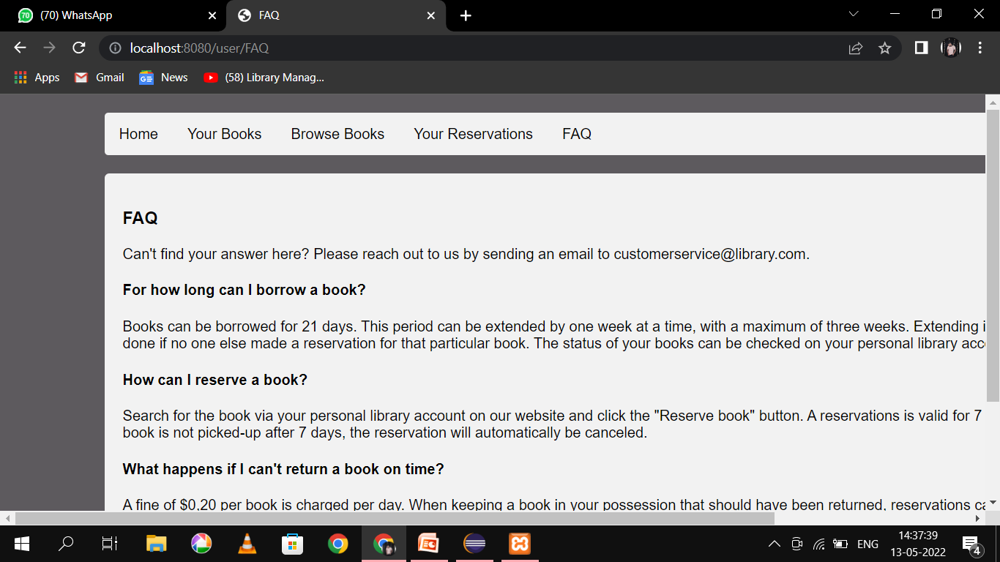 70 (70) WhatsApp
FAQ
localhost:8080/user/FAQ
Apps Gmail GE News (58) Library Manag...
Home Your Books Browse Books Your Reservations FAQ
FAQ
Can't find your answer here? Please reach out to us by sending an email to customerservice@library.com.
For how long can I borrow a book?
Books can be borrowed for 21 days. This period can be extended by one week at a time, with a maximum of three weeks. Extending
done if no one else made a reservation for that particular book. The status of your books can be checked on your personal library
How can I reserve a book?
Search for the book via your personal library account on our website and click the "Reserve book" button. A reservations is valid for 7
book is not picked-up after 7 days, the reservation will automatically be canceled.
What happens if I can't return a book on time?
A fine of $0,20 per book is charged per day. When keeping a book in your possession that should have been returned, reservations
ENG
14:37:39
13-05-2022
4